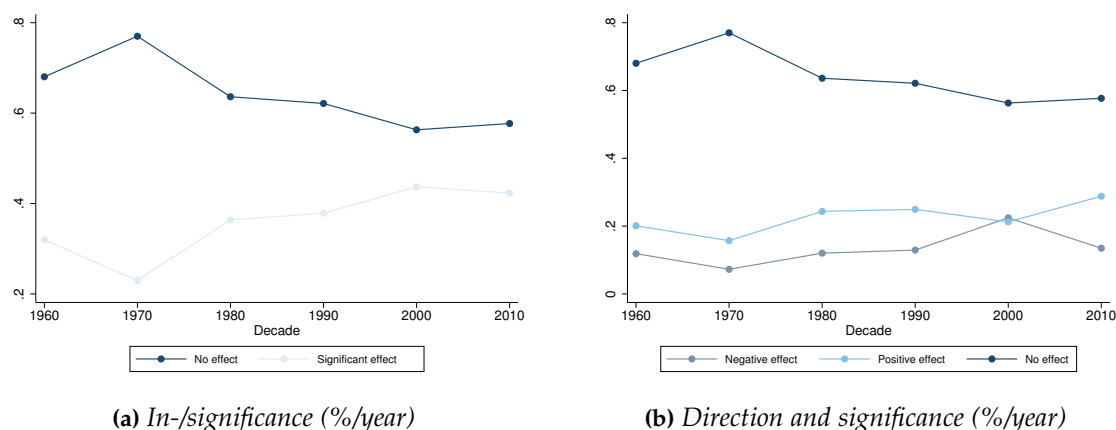 .8
.6
.4
.2
1960 1970 1980 1990 2000 2010
Decade
No effect Significant effect
(a) In-/significance (%/year)
.8
.6
.4
.2
0
1960 1970 1980 1990 2000 2010
Decade
Negative effect Positive effect No effect
(b) Direction and significance (%/year)